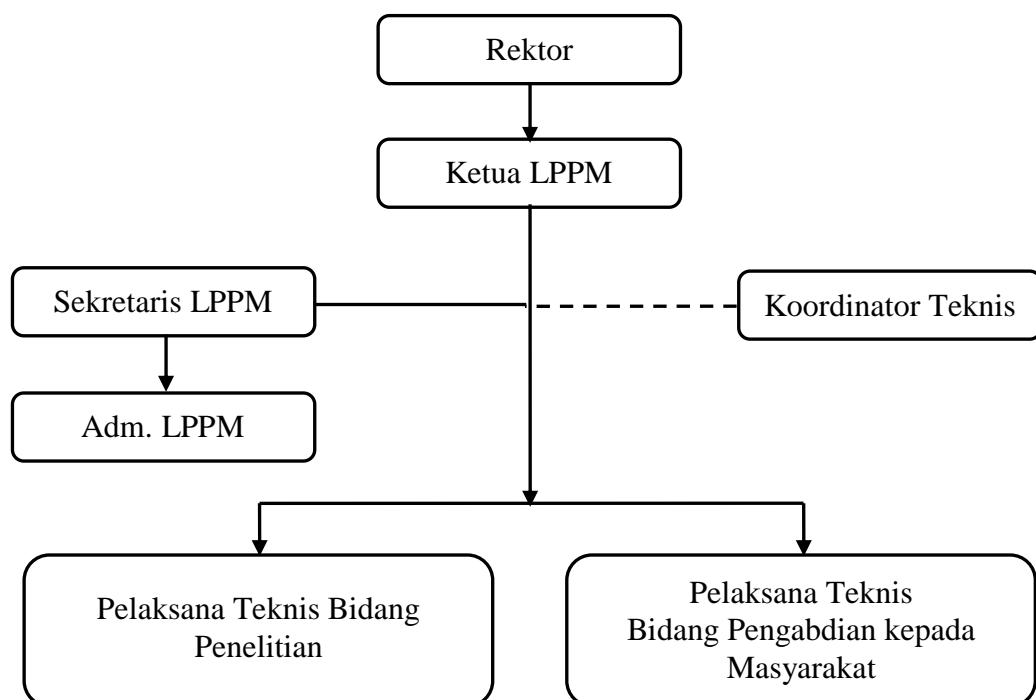 Rektor
Ketua LPPM
Sekretaris LPPM
Koordinator Teknis
Adm. LPPM
Pelaksana Teknis Bidang
Penelitian
Pelaksana Teknis
Bidang Pengabdian kepada
Masyarakat